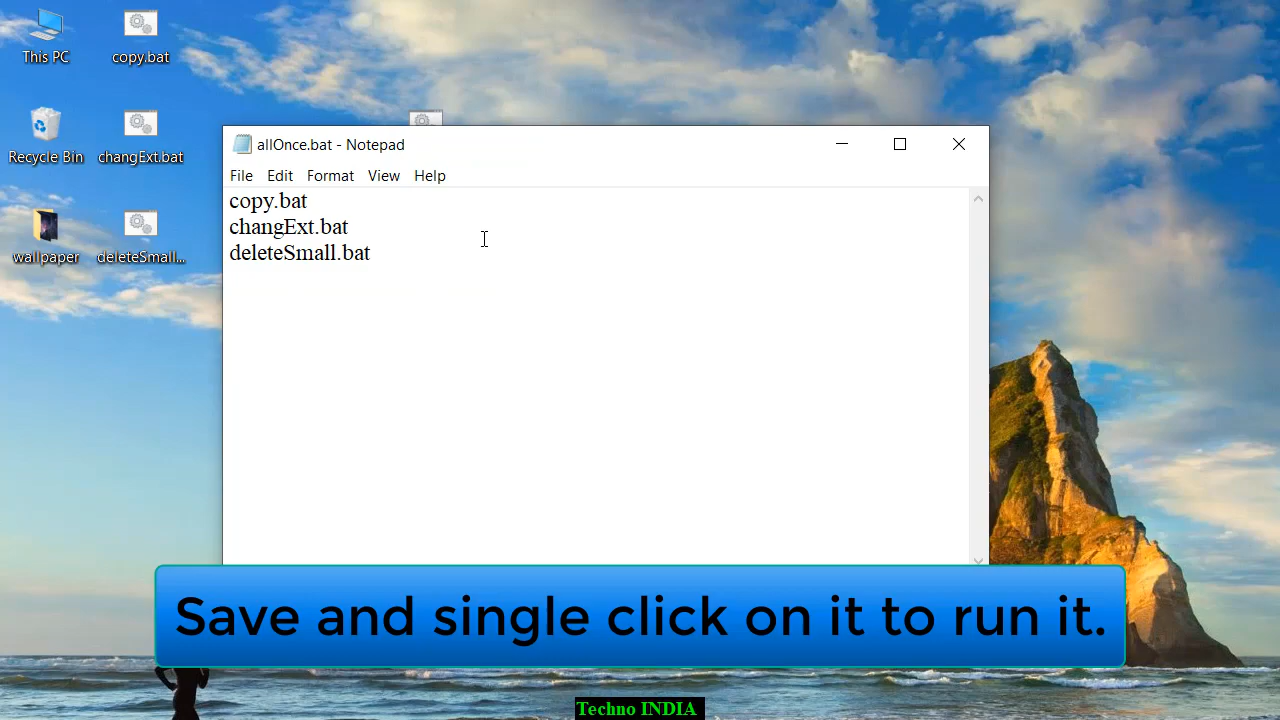 This PC
copy.bat
Recycle Bin
changExt.bat
wallpaper
deleteSmall...
allOnce.bat - Notepad
File Edit Format View Help
copy.bat
changExt.bat
deleteSmall.bat
Save and single click on it to run it.
Techno INDIA